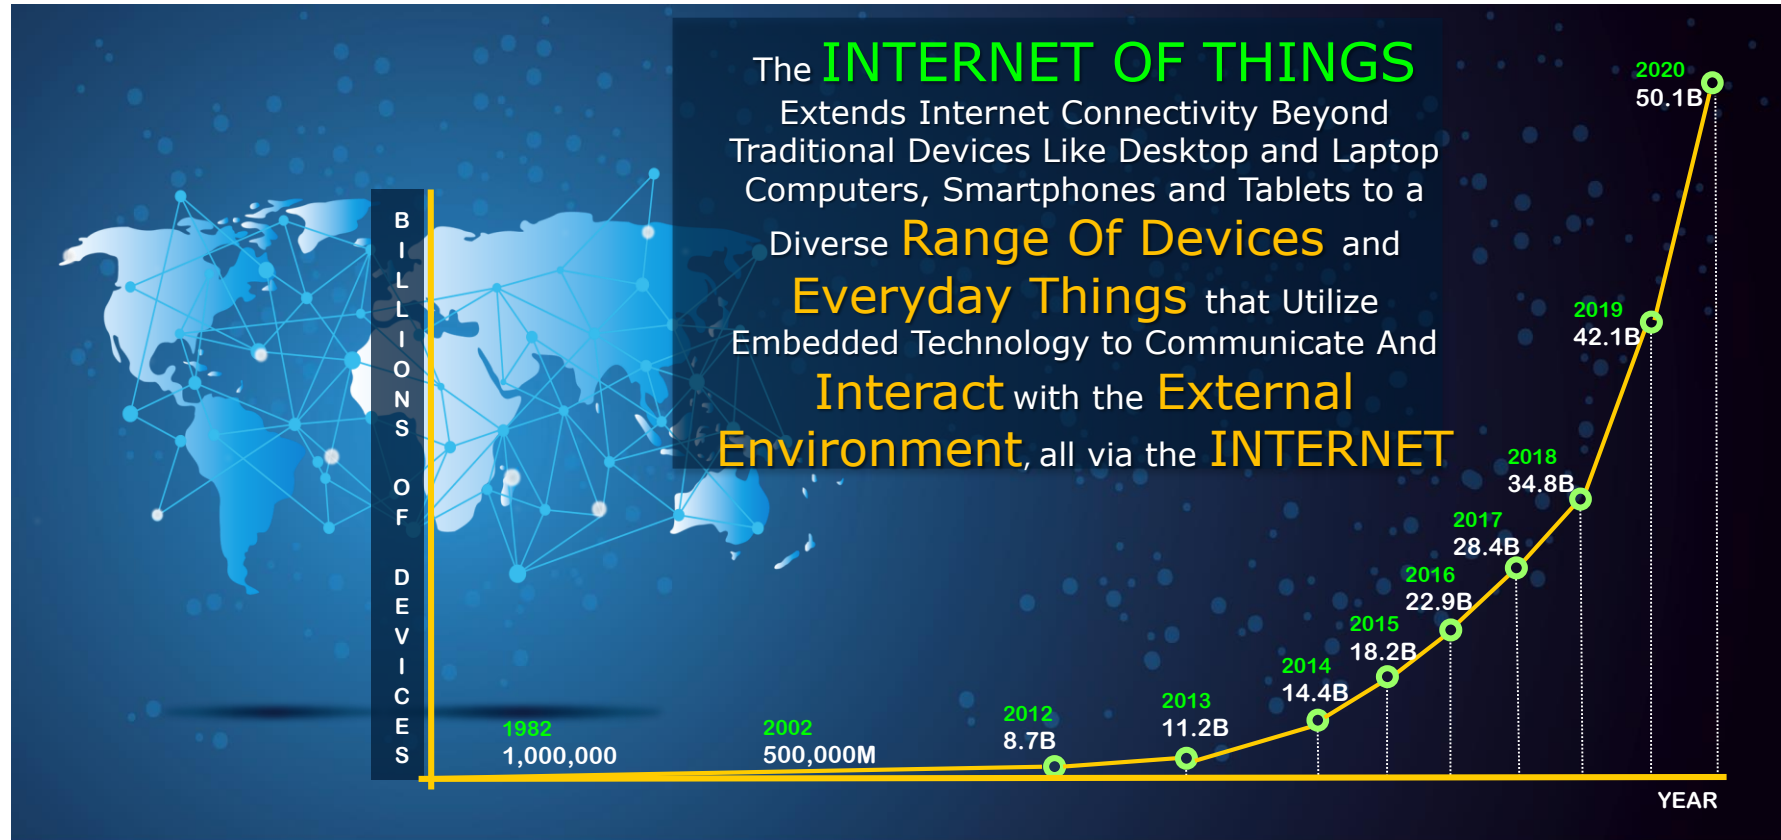 The INTERNET OF THINGS
Extends Internet Connectivity Beyond
Traditional Devices Like Desktop and Laptop
Computers, Smartphones and Tablets to a
Diverse Range Of Devices and
Everyday Things that Utilize
Embedded Technology to Communicate And
Interact with the External
Environment, all via the INTERNET
BILLIONS OF DEVICES
1982
1,000,000
2002
500,000M
2012
8.7B
2013
11.2B
2014
14.4B
2015
18.2B
2016
22.9B
2017
28.4B
2018
34.8B
2019
42.1B
2020
50.1B
YEAR